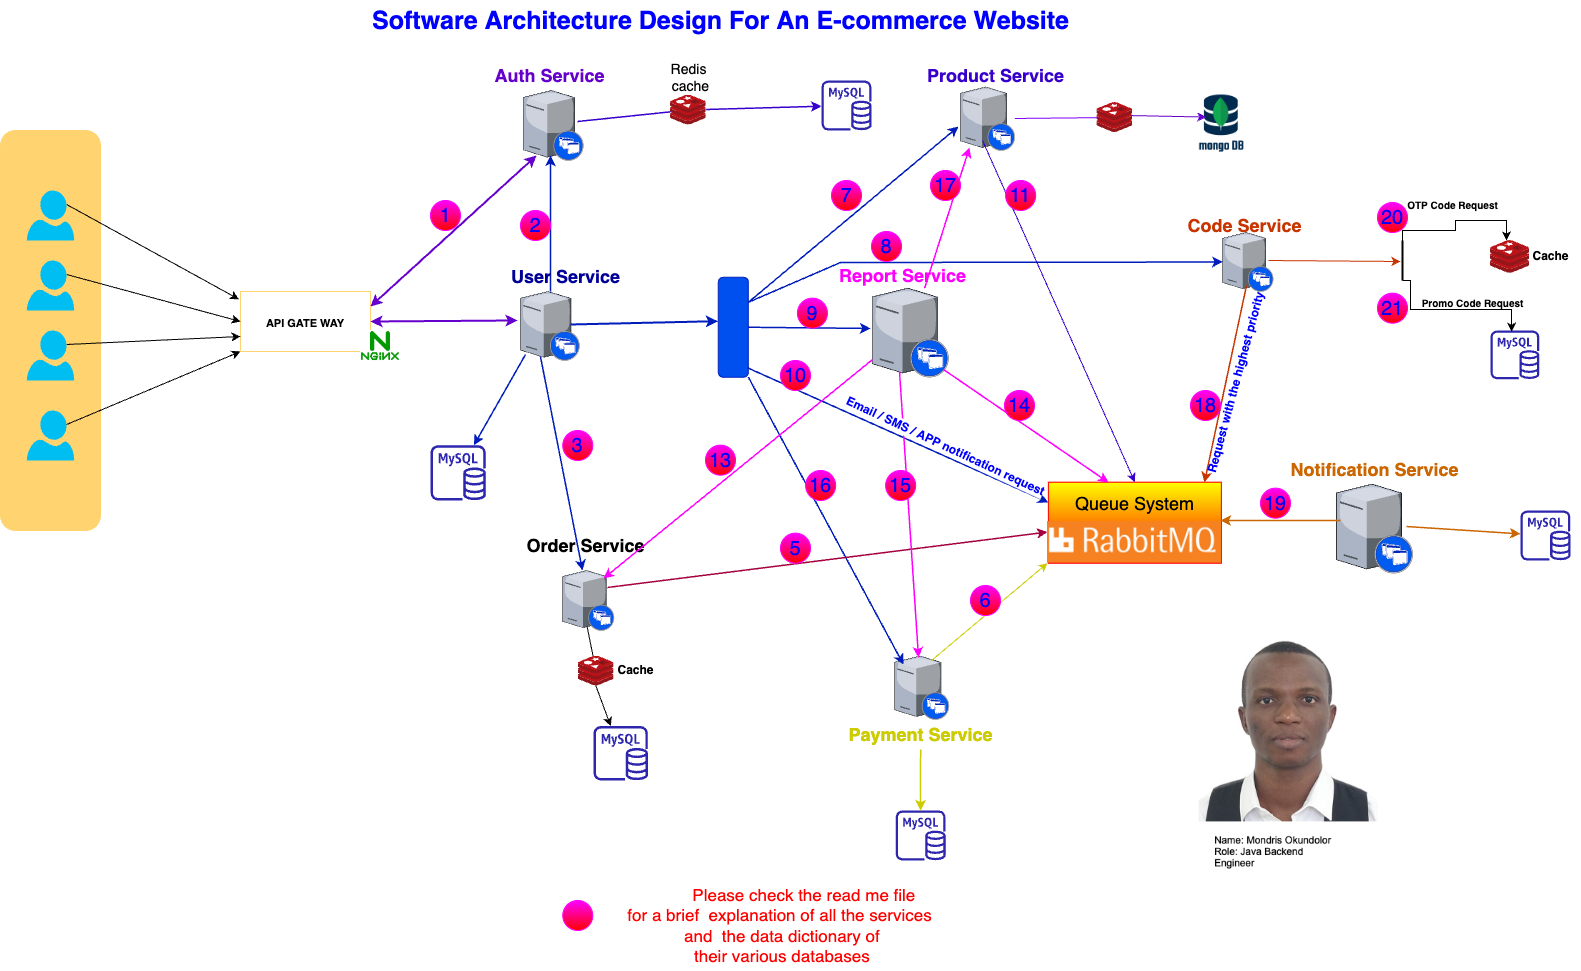 Software Architecture Design For An E-commerce Website
Auth Service
Redis
cache
MySQL
Product Service
mongo DB
1
2
7
17
11
8
Code Service
20
OTP Code Request
Cache
User Service
Report Service
API GATE WAY
NGINX
9
21
Promo Code Request
MySQL
10
Email / SMS / APP notification request
14
18
Request with the highest priority
3
MySQL
13
16
15
Queue System
RabbitMQ
19
Notification Service
MySQL
Order Service
5
6
Cache
MySQL
Payment Service
MySQL
Name: Mondris Okundolor
Role: Java Backend
Engineer
Please check the read me file
for a brief explanation of all the services
and the data dictionary of
their various databases